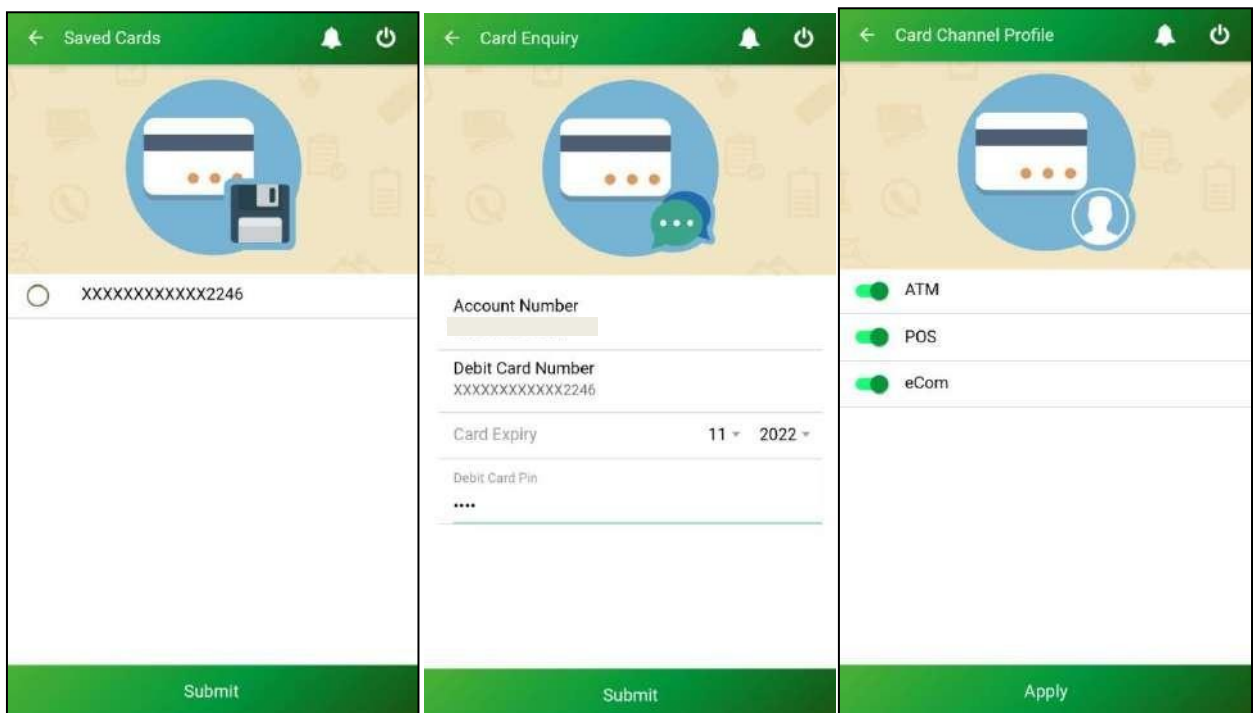 Saved Cards
XXXXXXXXXXXX2246
Submit
Card Enquiry
Account Number
Debit Card Number
XXXXXXXXXXXX2246
Card Expiry 11 2022
Debit Card Pin
••••
Submit
Card Channel Profile
ATM
POS
eCom
Apply